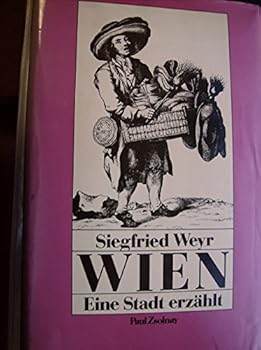 Siegfried Weyr
WIEN
Eine Stadt erzählt
Paul Zsolnay